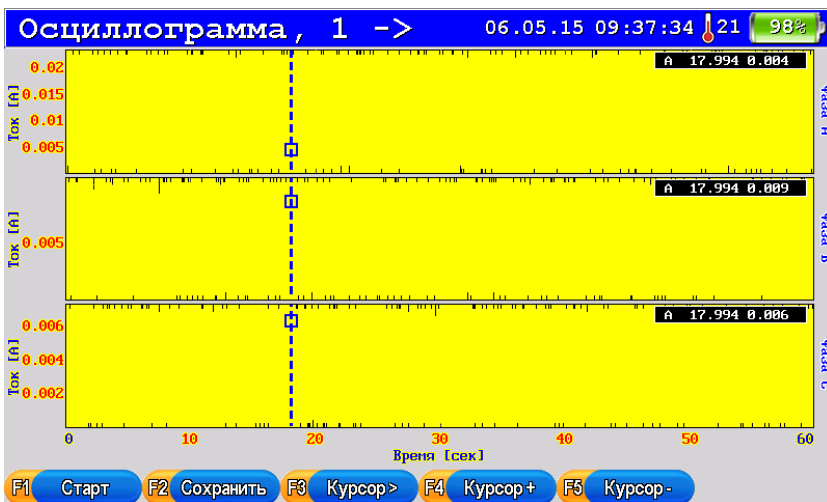 Осциллограмма, 1 -> 06.05.15 09:37:34 21 98%
A 17.994 0.004
0.02
0.015
0.01
0.005
Ток [А]
A 17.994 0.009
0.005
Ток [А]
Фаза B
A 17.994 0.006
0.006
0.004
0.002
Ток [А]
Фаза C
0 10 20 30 40 50 60
Время [сек]
F1 Старт F2 Сохранить F3 Курсор> F4 Курсор+ F5 Курсор-